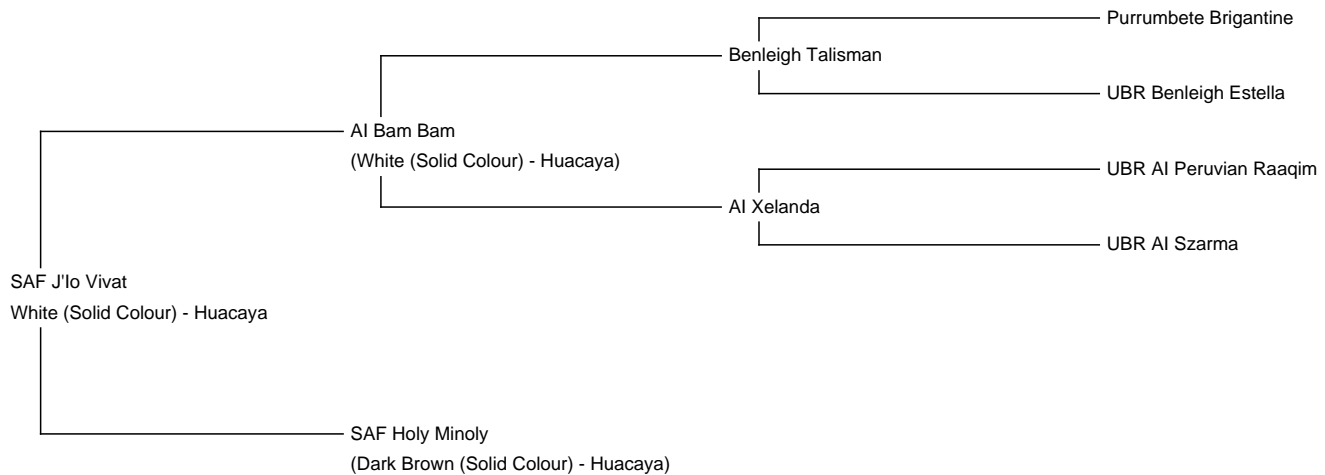 Purrumbete Brigantine
Benleigh Talisman
UBR Benleigh Estella
AI Bam Bam
(White (Solid Colour) - Huacaya)
UBR AI Peruvian Raaqim
AI Xelanda
UBR AI Szarma
SAF J'lo Vivat
White (Solid Colour) - Huacaya
SAF Holy Minoly
(Dark Brown (Solid Colour) - Huacaya)